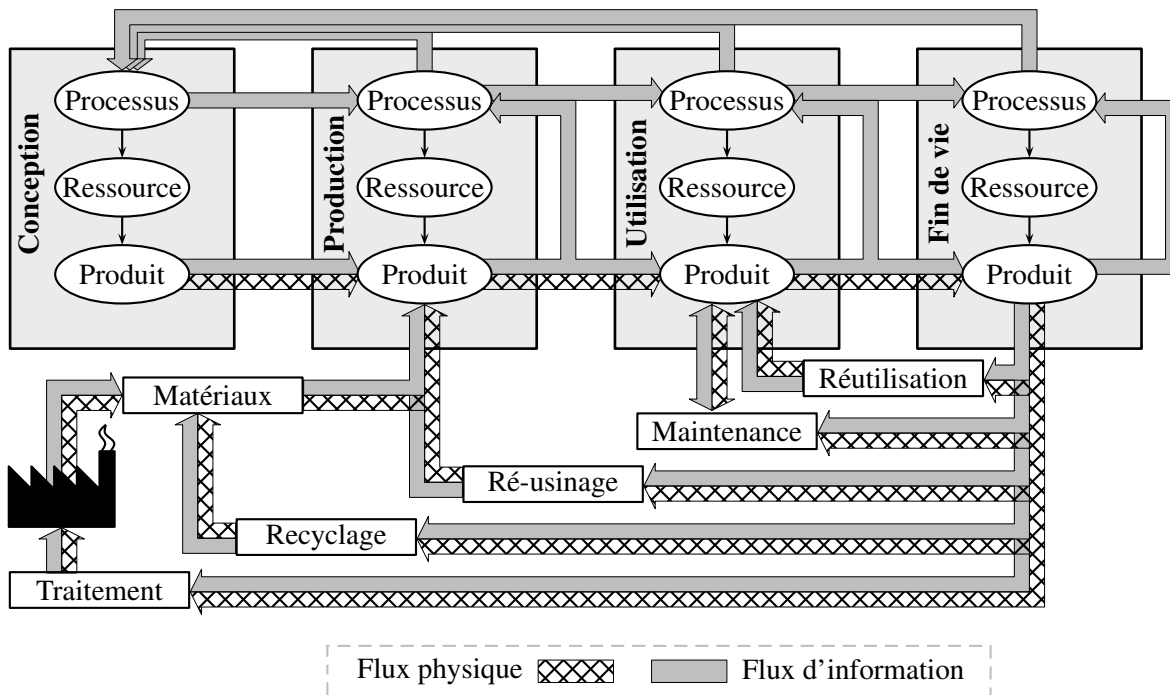 Conception
Processus
Ressource
Produit
Production
Processus
Ressource
Produit
Utilisation
Processus
Ressource
Produit
Fin de vie
Processus
Ressource
Produit
Matériaux
Réutilisation
Maintenance
Ré-usinage
Recyclage
Traitement
Flux physique
Flux d'information